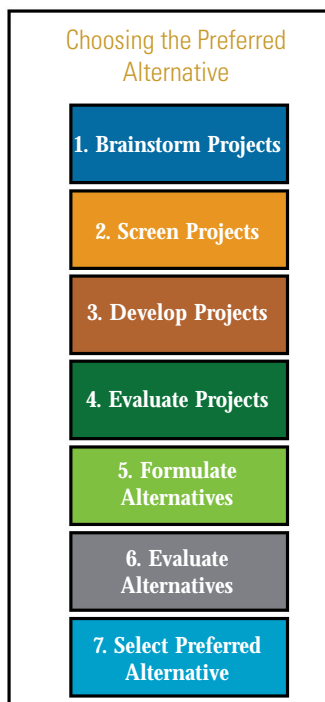 Choosing the Preferred
Alternative
1. Brainstorm Projects
2. Screen Projects
3. Develop Projects
4. Evaluate Projects
5. Formulate
Alternatives
6. Evaluate
Alternatives
7. Select Preferred
Alternative